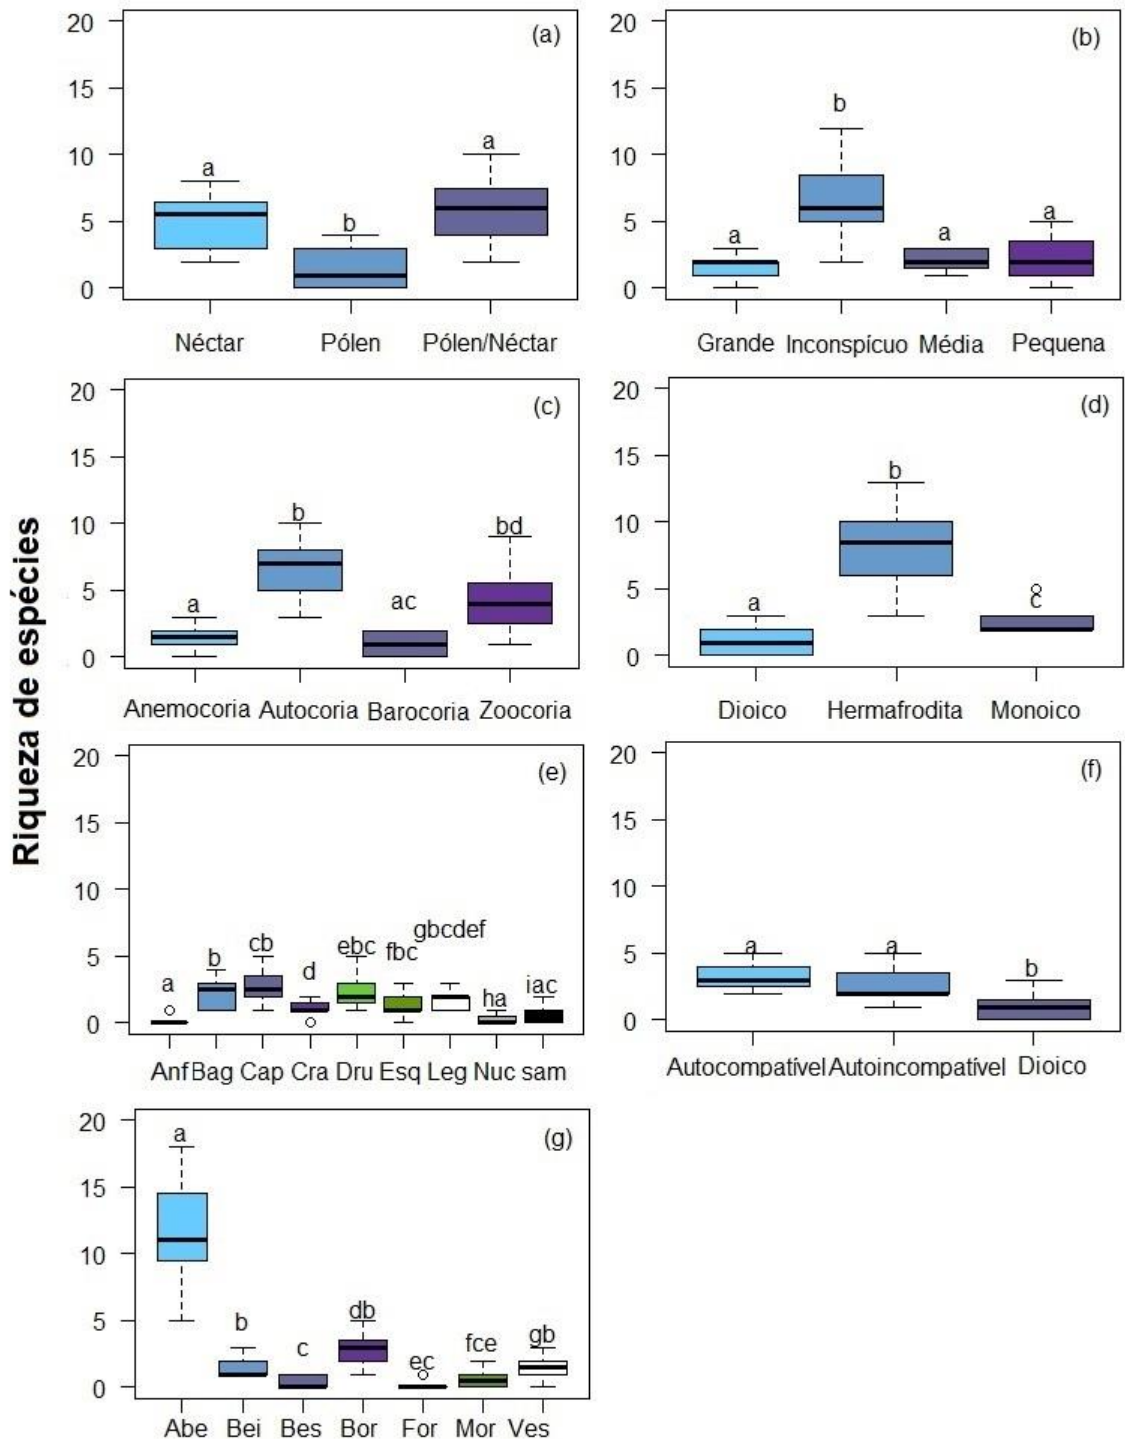 Riqueza de espécies
20
15
10
5
0
(a)
a
b
a
Néctar Pólen Pólen/Néctar
20
15
10
5
0
(b)
a
b
a
a
Grande Inconspícuo Média Pequena
20
15
10
5
0
(c)
a
b
ac
bd
Anemocoria Autocoria Barocoria Zoocoria
20
15
10
5
0
(d)
a
b
c
Dioico Hermafrodita Monoico
20
15
10
5
0
(e)
a
b
cb
d
ebc
fbc
gbcdef
ha
iac
Anf Bag Cap Cra Dru Esq Leg Nuc sam
20
15
10
5
0
(f)
a
a
b
Autocompatível Autoincompatível Dioico
20
15
10
5
0
(g)
a
b
c
db
ec
fce
gb
Abe Bei Bes Bor For Mor Ves